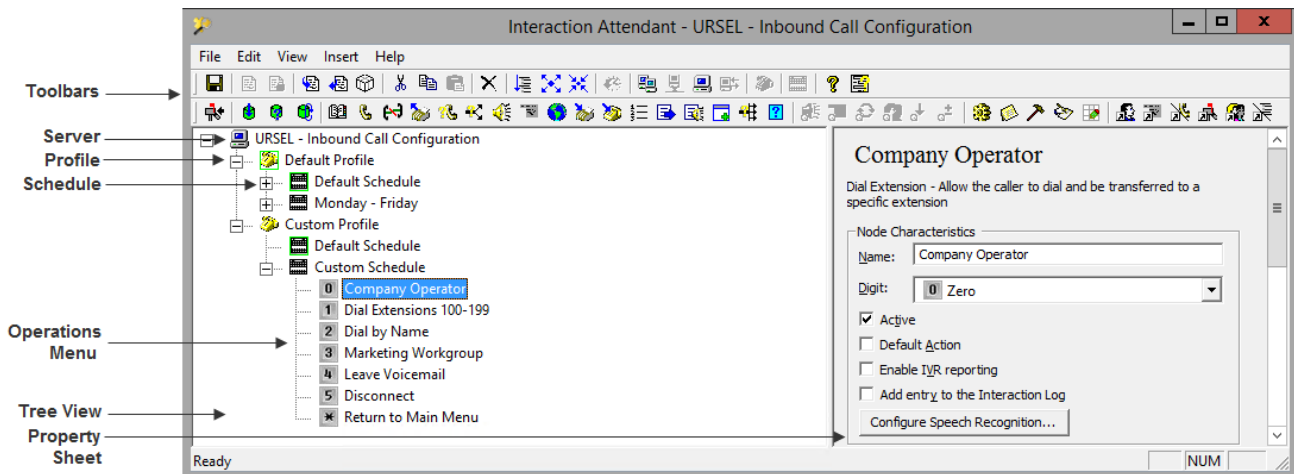 Interaction Attendant - URSEL - Inbound Call Configuration
File Edit View Insert Help
Toolbars
Server
Profile
Schedule
Operations
Menu
Tree View
Property
Sheet
URSEL - Inbound Call Configuration
Default Profile
Default Schedule
Monday - Friday
Custom Profile
Default Schedule
Custom Schedule
0 Company Operator
1 Dial Extensions 100-199
2 Dial by Name
3 Marketing Workgroup
4 Leave Voicemail
5 Disconnect
* Return to Main Menu
Company Operator
Dial Extension - Allow the caller to dial and be transferred to a
specific extension
Node Characteristics
Name: Company Operator
Digit: 0 Zero
Active
Default Action
Enable IVR reporting
Add entry to the Interaction Log
Configure Speech Recognition...
Ready
NUM